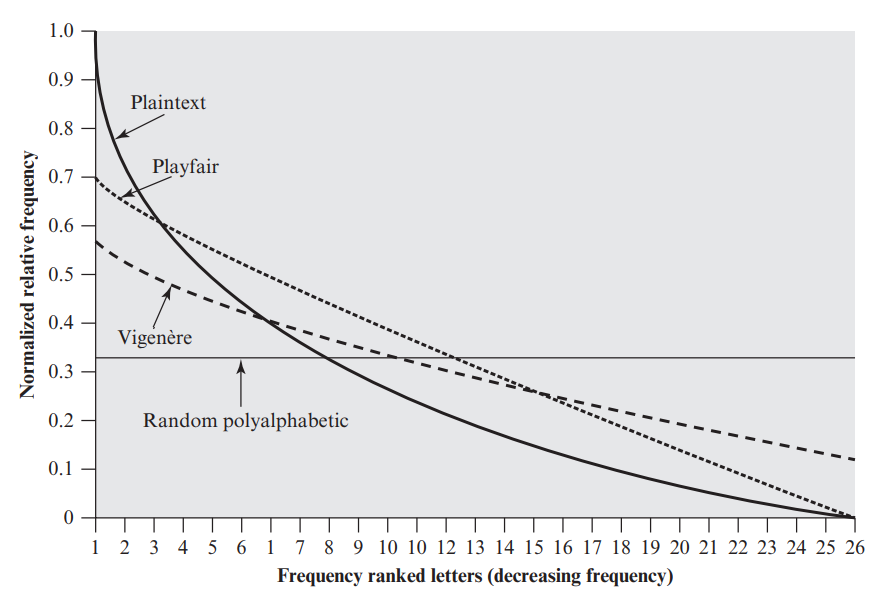 1.0
0.9
0.8
0.7
0.6
0.5
0.4
0.3
0.2
0.1
0
Normalized relative frequency
Plaintext
Playfair
Vigenère
Random polyalphabetic
1 2 3 4 5 6 1 7 8 9 10 10 12 13 14 15 16 17 18 19 20 21 22 23 24 25 26
Frequency ranked letters (decreasing frequency)